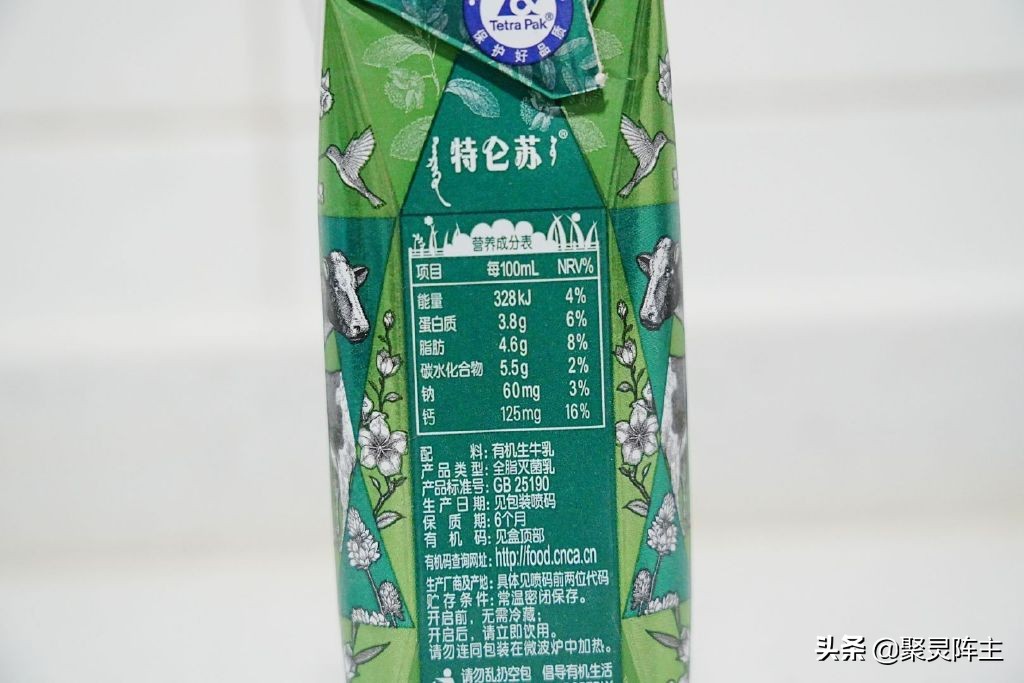 Tetra Pak®
保护好品质
特仑苏®
营养成分表
项目 每100mL NRV%
能量 328kJ 4%
蛋白质 3.8g 6%
脂肪 4.6g 8%
碳水化合物 5.5g 2%
钠 60mg 3%
钙 125mg 16%
配料:有机生牛乳
产品类型:全脂灭菌乳
产品标准号:GB 25190
生产日期:见包装喷码
保质期:6个月
有机码:见盒顶部
有机码查询网址:http://food.cnca.cn
生产厂商及产地:具体见喷码前两位代码
贮存条件:常温密闭保存。
开启前,无需冷藏;
开启后,请立即饮用。
请勿连同包装在微波炉中加热。
请勿乱扔空包 倡导有机生活
头条 @聚灵阵主